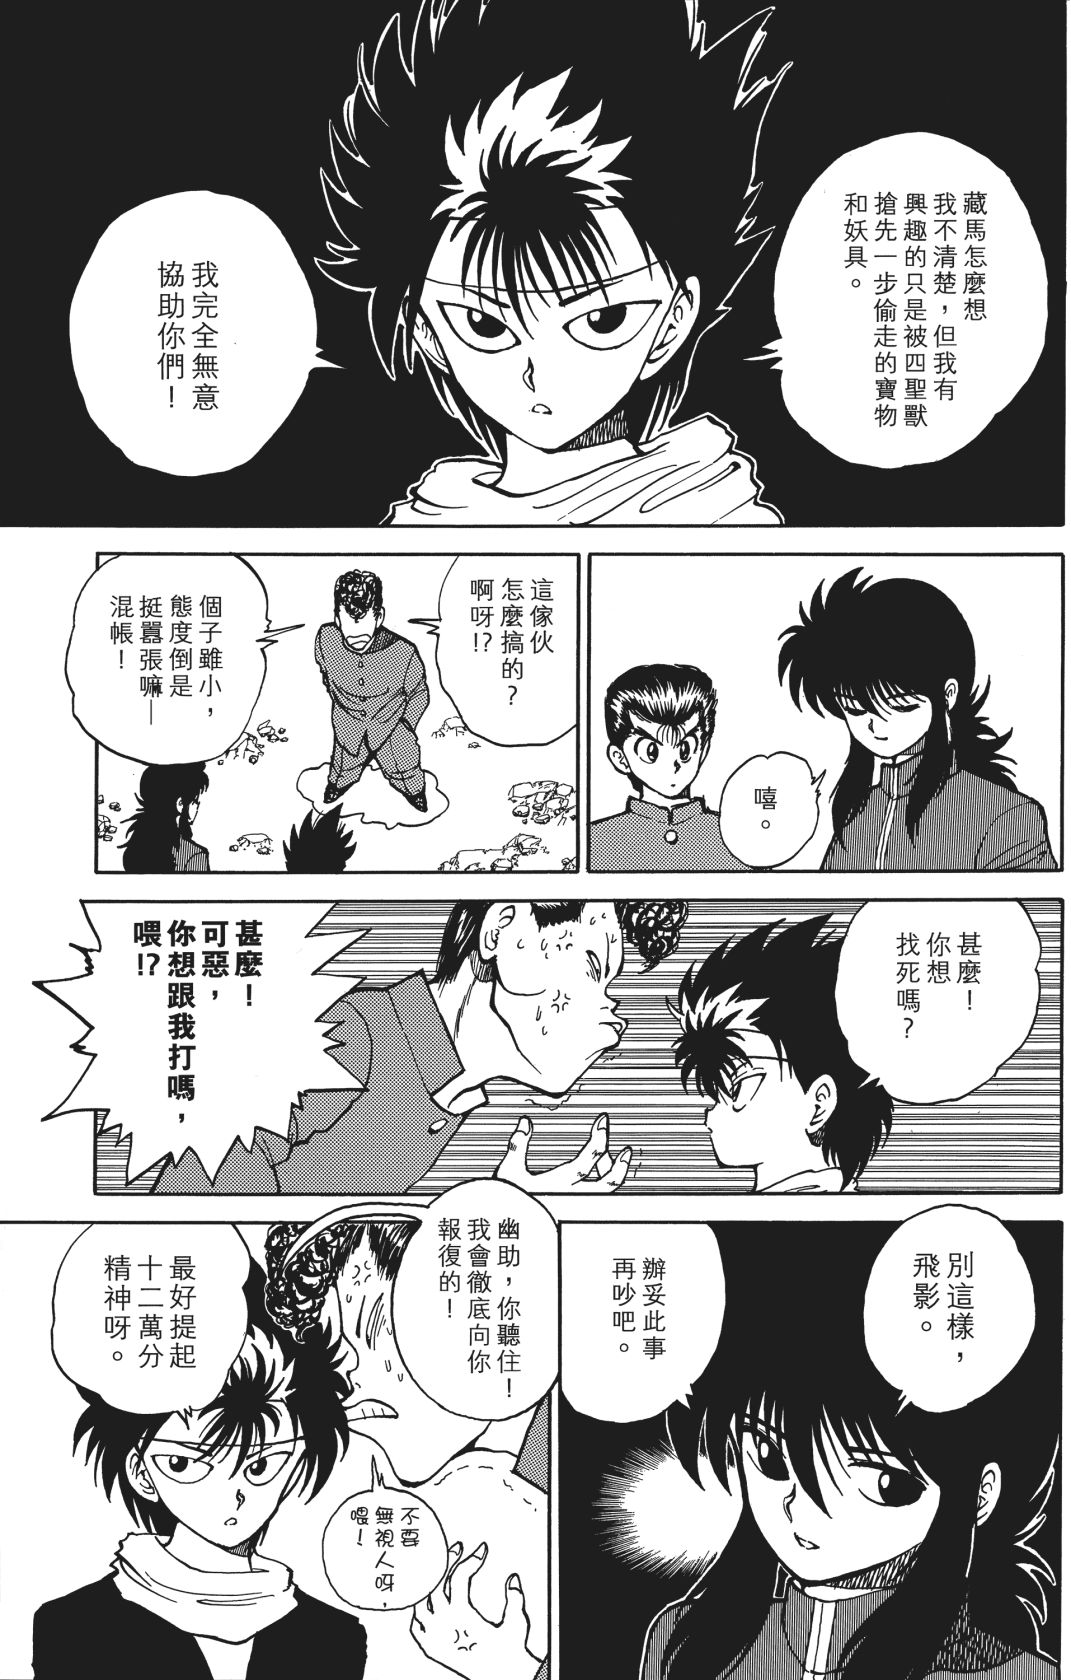 藏馬怎麼想
我不清楚，但我有
興趣的只是被四聖獸
搶先一步偷走的寶物
和妖具。
我完全無意
協助你們！
嘻。
這傢伙
怎麼搞的？
啊呀!?
個子雖小，
態度倒是
挺囂張嘛—
混帳！
甚麼！
你想
找死嗎？
甚麼！
可惡，
你想跟我打嗎，
喂!?
別這樣，
飛影。
辦妥此事
再吵吧。
幽助，你聽住！
我會徹底向你
報復的！
不要
無視人呀，
喂！
最好提起
十二萬分
精神呀。